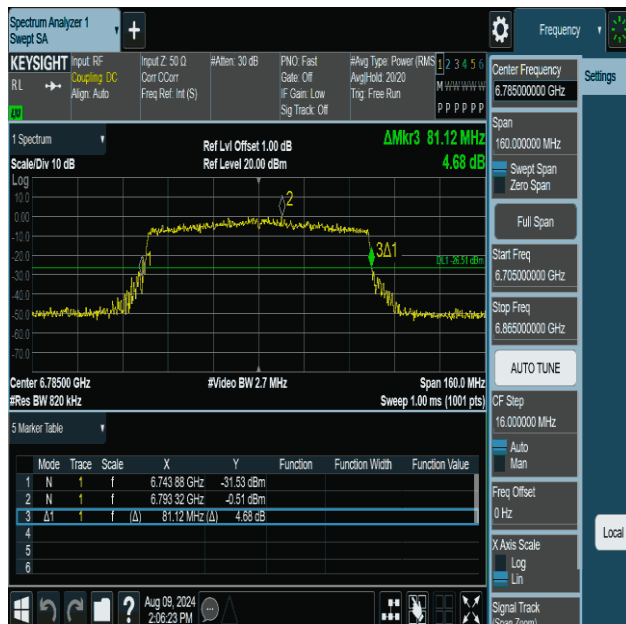 Spectrum Analyzer 1
Swept SA
+
Frequency
KEYSIGHT
RL
Input: RF
Coupling: DC
Align: Auto
Input Z: 50 Ω
Corr CCorr
Freq Ref: Int (S)
#Atten: 30 dB
PNO: Fast
Gate: Off
IF Gain: Low
Sig Track: Off
#Avg Type: Power (RMS
Avg|Hold: 20/20
Trig: Free Run
1 2 3 4 5 6
M W W W W W
P P P P P P
Center Frequency
6.785000000 GHz
Settings
Span
160.000000 MHz
Swept Span
Zero Span
Full Span
Start Freq
6.705000000 GHz
Stop Freq
6.865000000 GHz
AUTO TUNE
CF Step
16.000000 MHz
Auto
Man
Freq Offset
0 Hz
X Axis Scale
Log
Lin
Local
Signal Track
(Span Zoom)
1 Spectrum
Scale/Div 10 dB
Ref Lvl Offset 1.00 dB
Ref Level 20.00 dBm
ΔMkr3 81.12 MHz
4.68 dB
Log
10.0
0.00
-10.0
-20.0
-30.0
-40.0
-50.0
-60.0
-70.0
1
2
3Δ1
DL1 -26.51 dBm
Center 6.78500 GHz
#Video BW 2.7 MHz
Span 160.0 MHz
#Res BW 820 kHz
Sweep 1.00 ms (1001 pts)
5 Marker Table
Mode Trace Scale X Y Function Function Width Function Value
1 N 1 f 6.743 88 GHz -31.53 dBm
2 N 1 f 6.793 32 GHz -0.51 dBm
3 Δ1 1 f (Δ) 81.12 MHz (Δ) 4.68 dB
4
5
6
?
Aug 09, 2024
2:06:23 PM